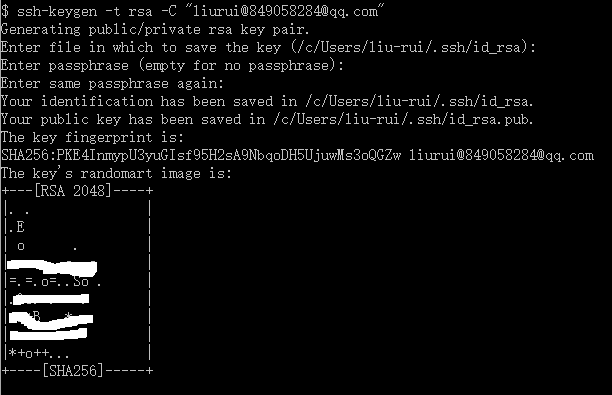 $ ssh-keygen -t rsa -C "liurui@849058284@qq.com"
Generating public/private rsa key pair.
Enter file in which to save the key (/c/Users/liu-rui/.ssh/id_rsa):
Enter passphrase (empty for no passphrase):
Enter same passphrase again:
Your identification has been saved in /c/Users/liu-rui/.ssh/id_rsa.
Your public key has been saved in /c/Users/liu-rui/.ssh/id_rsa.pub.
The key fingerprint is:
SHA256:PKE4InmypU3yuGIsf95H2sA9NbqoDH5UjuwMs3oQGZw liurui@849058284@qq.com
The key's randomart image is:
+---[RSA 2048]----+
|. .              |
|.E               |
| o      .        |
|                 |
|=.=.o=..So .     |
|.                |
|  B   *          |
|                 |
|*+o++...         |
+----[SHA256]-----+